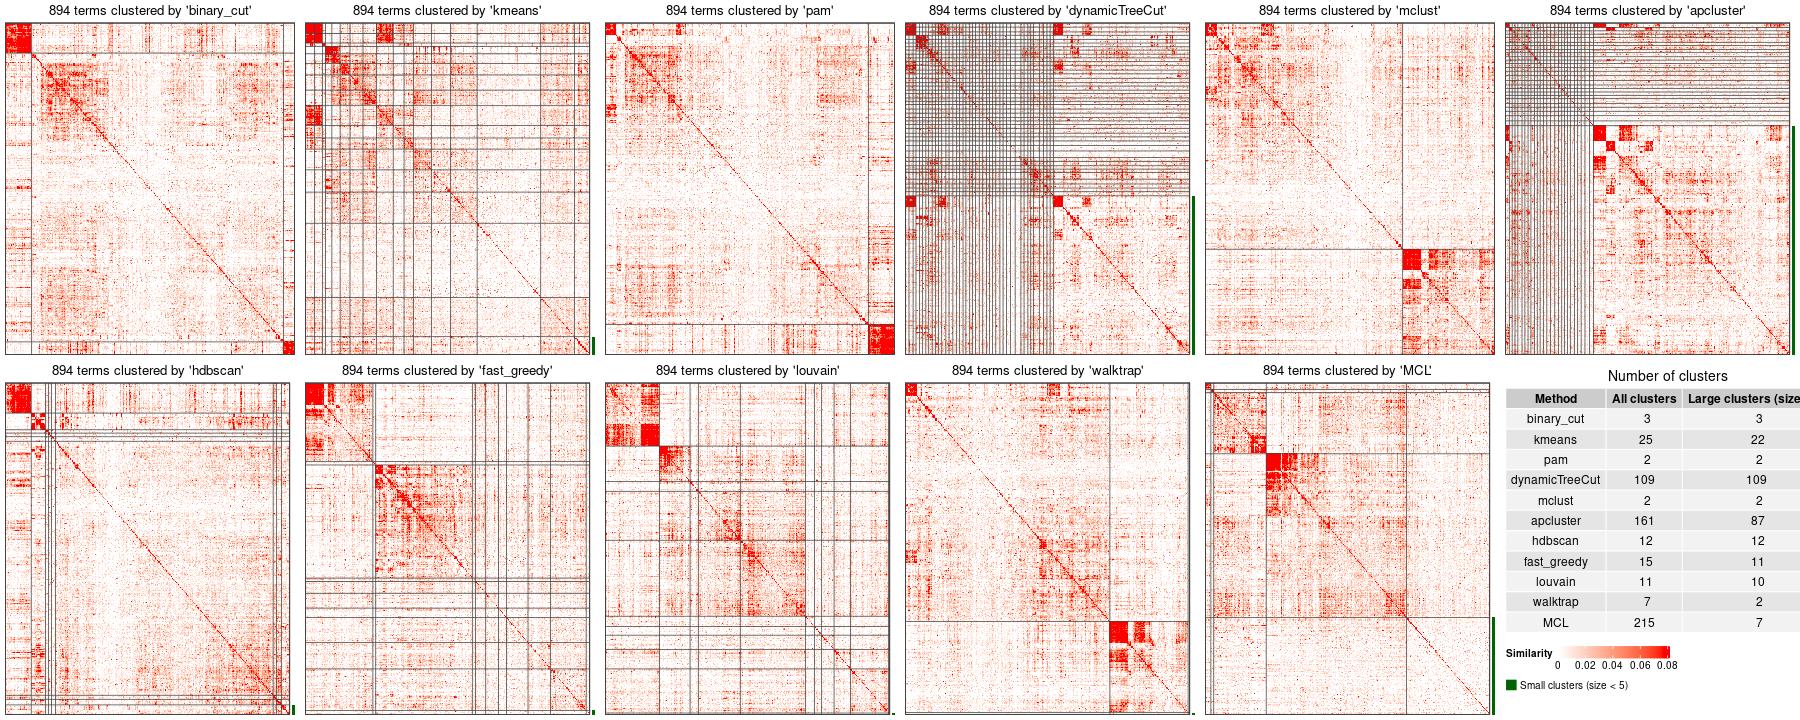 894 terms clustered by 'binary_cut'
894 terms clustered by 'kmeans'
894 terms clustered by 'pam'
894 terms clustered by 'dynamicTreeCut'
894 terms clustered by 'mclust'
894 terms clustered by 'apcluster'
894 terms clustered by 'hdbscan'
894 terms clustered by 'fast_greedy'
894 terms clustered by 'louvain'
894 terms clustered by 'walktrap'
894 terms clustered by 'MCL'
Number of clusters
Method All clusters Large clusters (size
binary_cut 3 3
kmeans 25 22
pam 2 2
dynamicTreeCut 109 109
mclust 2 2
apcluster 161 87
hdbscan 12 12
fast_greedy 15 11
louvain 11 10
walktrap 7 2
MCL 215 7
Similarity
0 0.02 0.04 0.06 0.08
Small clusters (size < 5)